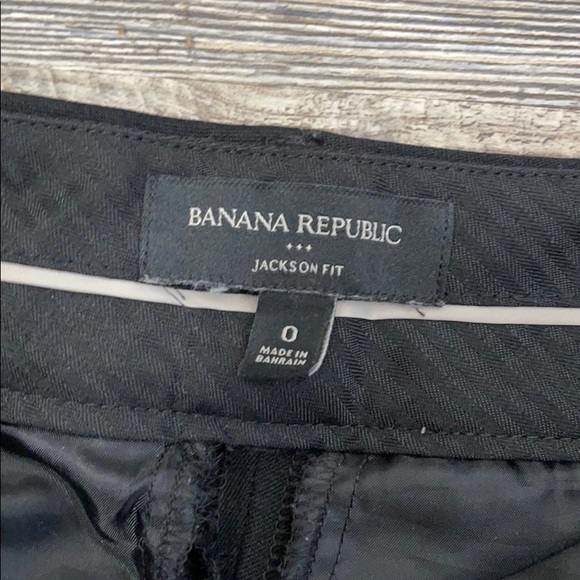 BANANA REPUBLIC
JACKSON FIT
0
MADE IN
BAHRAIN